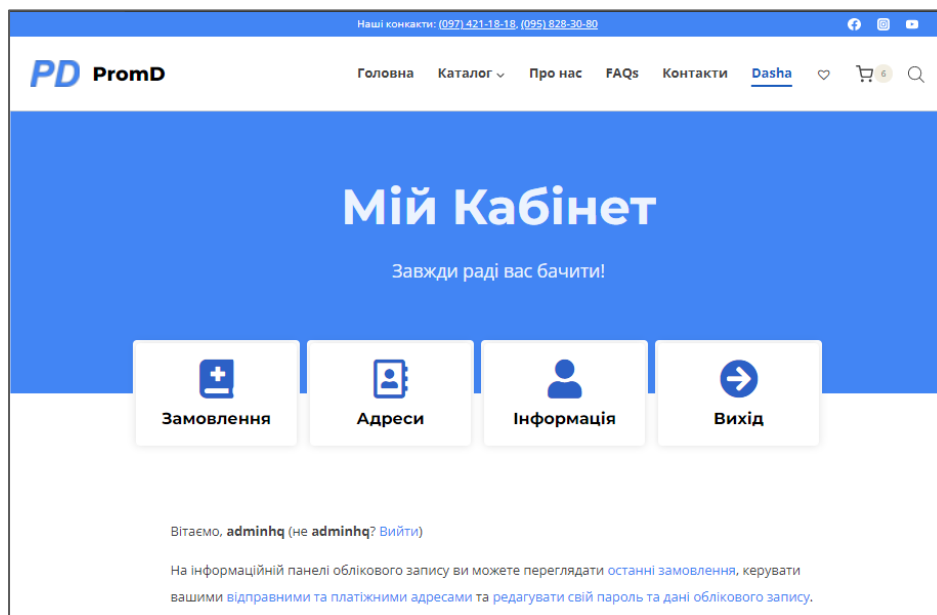 Наші конкакти: (097) 421-18-18, (095) 828-30-80
PD PromD
Головна Каталог Про нас FAQs Контакти Dasha 6
Мій Кабінет
Завжди раді вас бачити!
Замовлення Адреси Інформація Вихід
Вітаємо, adminhq (не adminhq? Вийти)
На інформаційній панелі облікового запису ви можете переглядати останні замовлення, керувати
вашими відправними та платіжними адресами та редагувати свій пароль та дані облікового запису.